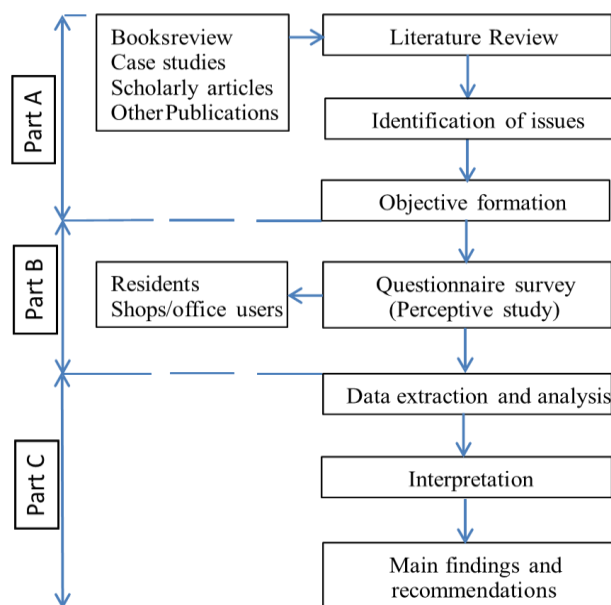 Part A
Booksreview
Case studies
Scholarly articles
OtherPublications
Literature Review
Identification of issues
Objective formation
Part B
Residents
Shops/office users
Questionnaire survey
(Perceptive study)
Part C
Data extraction and analysis
Interpretation
Main findings and
recommendations